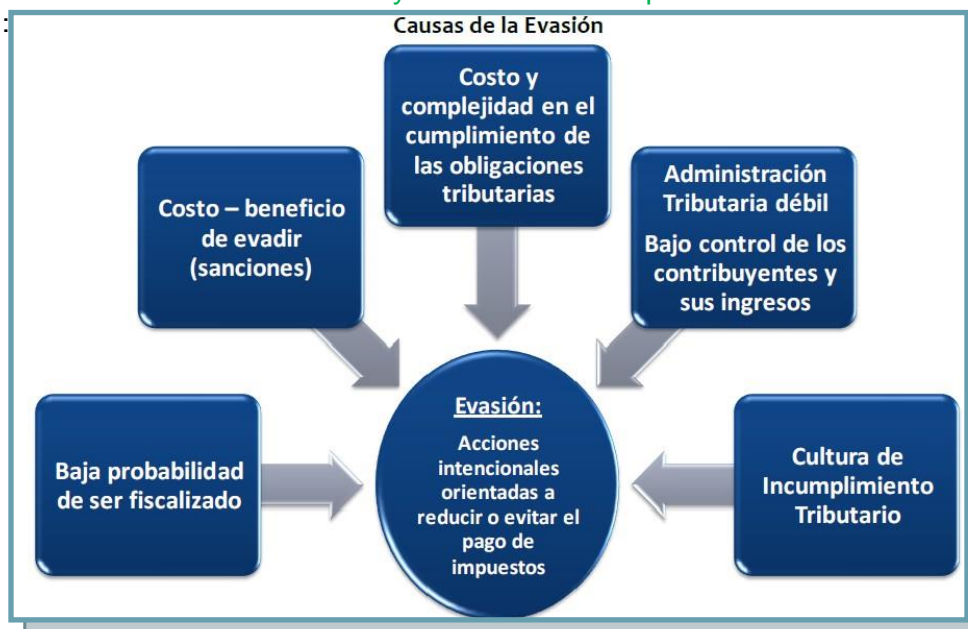 y
:
Causas de la Evasión
Costo y
complejidad en el
cumplimiento de
las obligaciones
tributarias
Costo – beneficio
de evadir
(sanciones)
Administración
Tributaria débil
Bajo control de los
contribuyentes y
sus ingresos
Baja probabilidad
de ser fiscalizado
Evasión:
Acciones
intencionales
orientadas a
reducir o evitar el
pago de
impuestos
Cultura de
Incumplimiento
Tributario